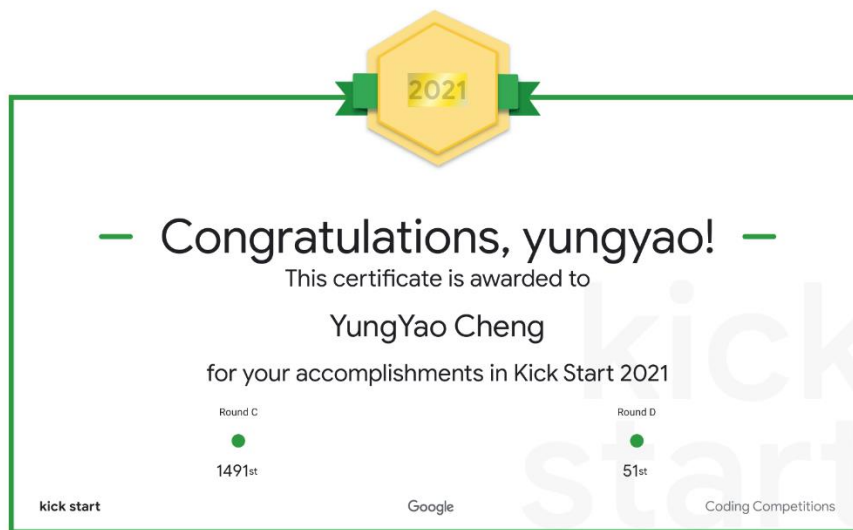 2021
Congratulations, yungyao!
This certificate is awarded to
YungYao Cheng
for your accomplishments in Kick Start 2021
Round C Round D
1491st 51st
kick
start
kick start Google Coding Competitions